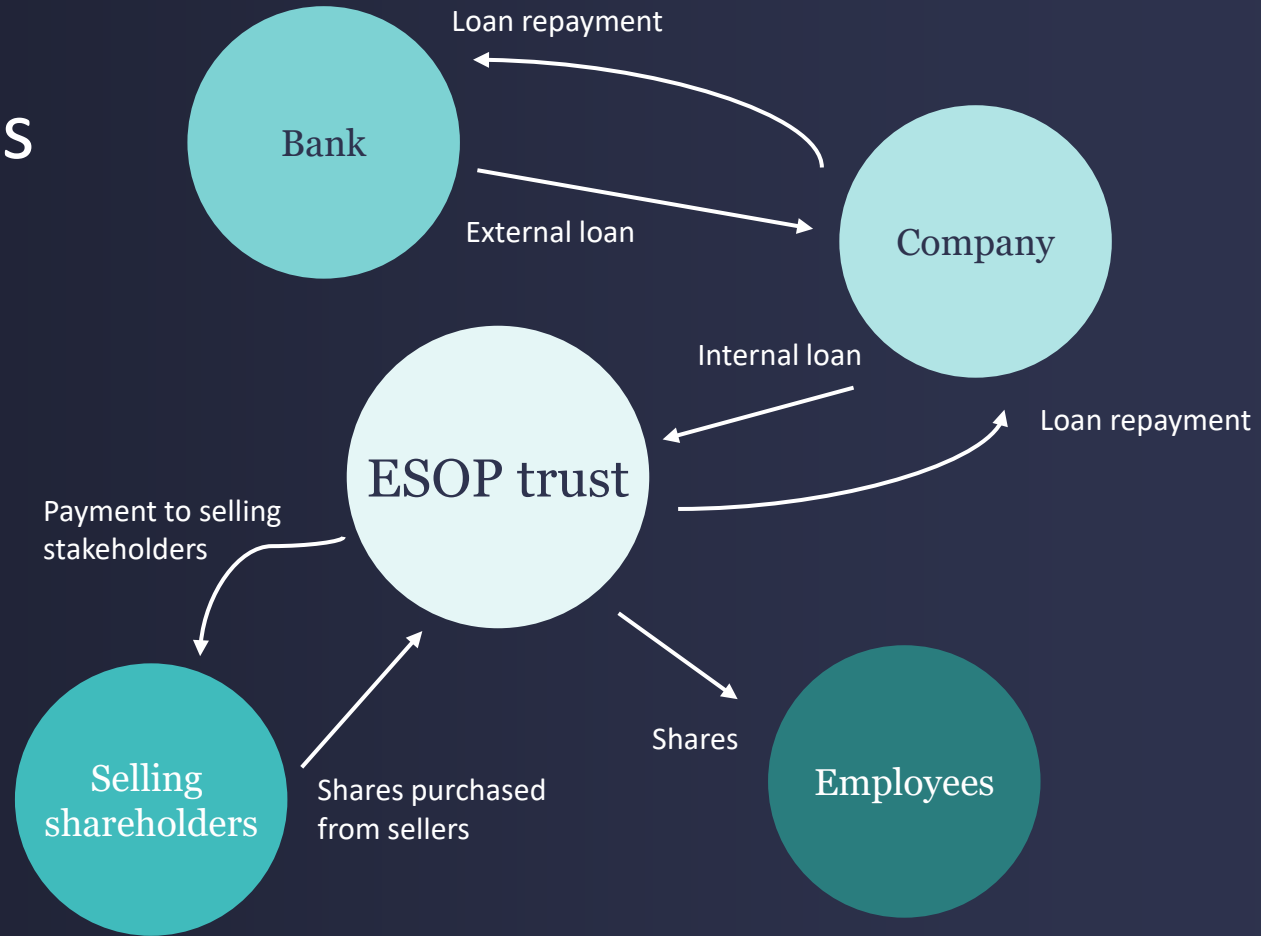 Loan repayment
s
Bank
External loan
Company
Internal loan
Loan repayment
ESOP trust
Payment to selling
stakeholders
Shares
Selling
shareholders
Shares purchased
from sellers
Employees